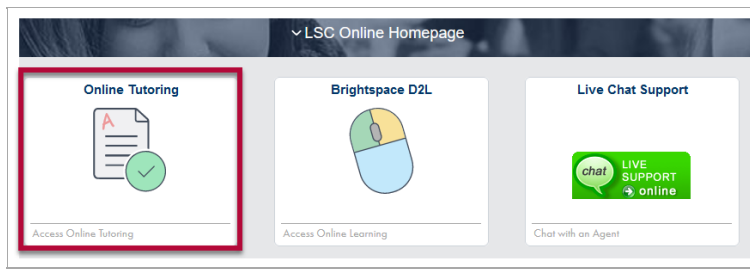 LSC Online Homepage
Online Tutoring
A
Access Online Tutoring
Brightspace D2L
Access Online Learning
Live Chat Support
chat
LIVE
SUPPORT
online
Chat with an Agent